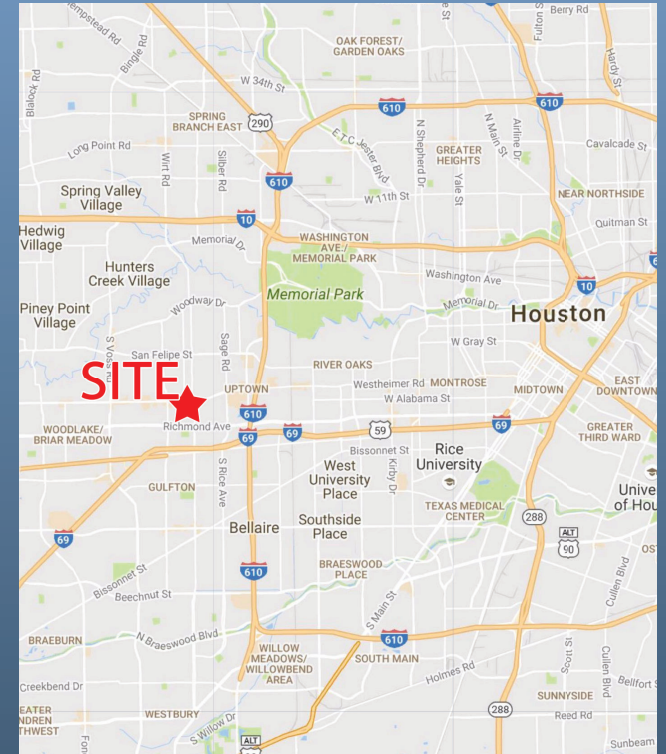 empstead Rd
Bingle Rd
Blalock Rd
OAK FOREST/
GARDEN OAKS
e St
Fulton S
Berry Rd
Hardy St
W 34th St
610
610
SPRING
BRANCH EAST
290
E T C Jester Blvd
N Shepherd Dr
N Main St
Airline Dr
Cavalcade St
Long Point Rd
Wirt Rd
Silber Rd
GREATER
HEIGHTS
Yale St
610
W 11th St
Spring Valley
Village
NEAR NORTHSIDE
10
Quitman St
Hedwig
Village
Memorial Dr
WASHINGTON
AVE./
MEMORIAL PARK
Hunters
Creek Village
Washington Ave
10
6
Woodway Dr
Memorial Park
Memorial Dr
Piney Point
Village
Houston
S Voss Rd
San Felipe St
Sage Rd
W Gray St
SITE
RIVER OAKS
UPTOWN
Westheimer Rd
MONTROSE
MIDTOWN
EAST
DOWNTOWN
W Alabama St
610
Richmond Ave
69
69
59
69
WOODLAKE/
BRIAR MEADOW
GREATER
THIRD WARD
Bissonnet St
Rice
University
S Rice Ave
West
University
Place
Kirby Dr
GULFTON
Unive
of Hou
TEXAS MEDICAL
CENTER
288
Bellaire
Southside
Place
ALT
90
69
OS
610
BRAESWOOD
PLACE
Bissonnet St
Beechnut St
S Main St
Cullen Blvd
BRAEBURN
N Braeswood Blvd
610
WILLOW
MEADOWS/
WILLOWBEND
AREA
SOUTH MAIN
Scott St
Cullen Blvd
Holmes Rd
Bellfort S
Creekbend Dr
SUNNYSIDE
EATER
NDREN
THWEST
WESTBURY
288
Reed Rd
S Willow Dr
Fon
ALT
Sunbeam